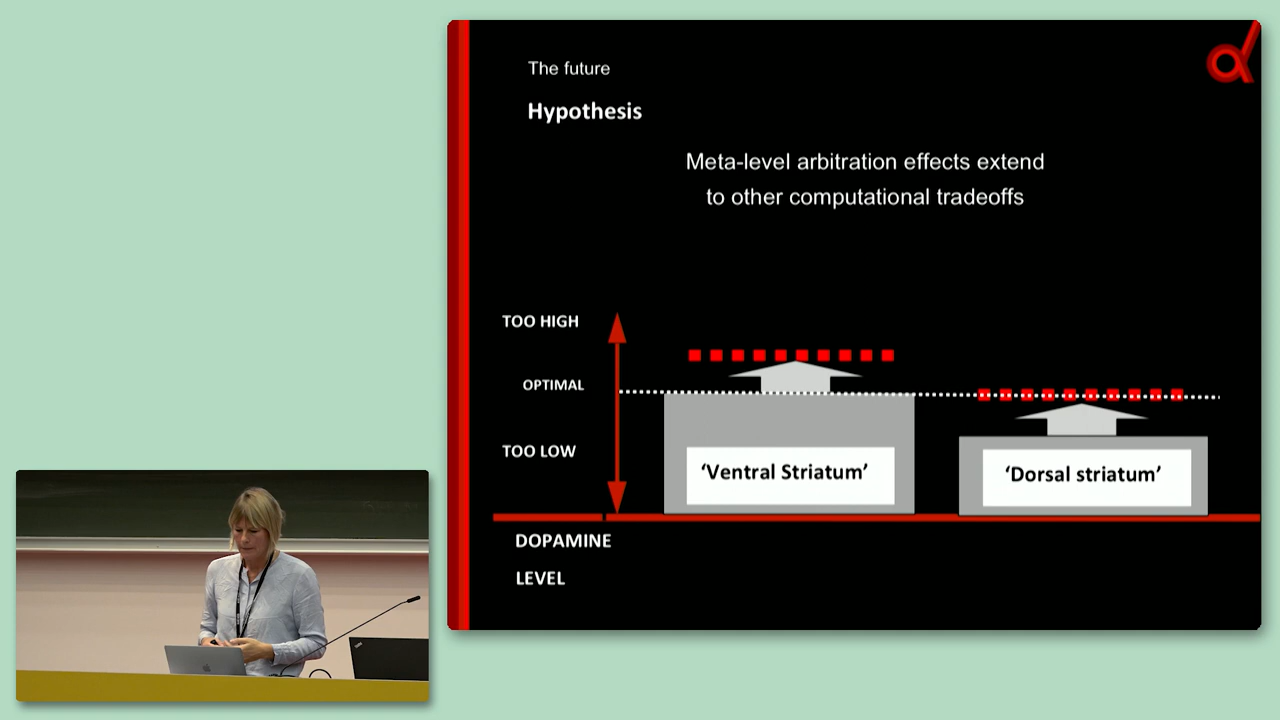 The future
Hypothesis
Meta-level arbitration effects extend
to other computational tradeoffs
TOO HIGH
OPTIMAL
TOO LOW
‘Ventral Striatum’
‘Dorsal striatum’
DOPAMINE
LEVEL